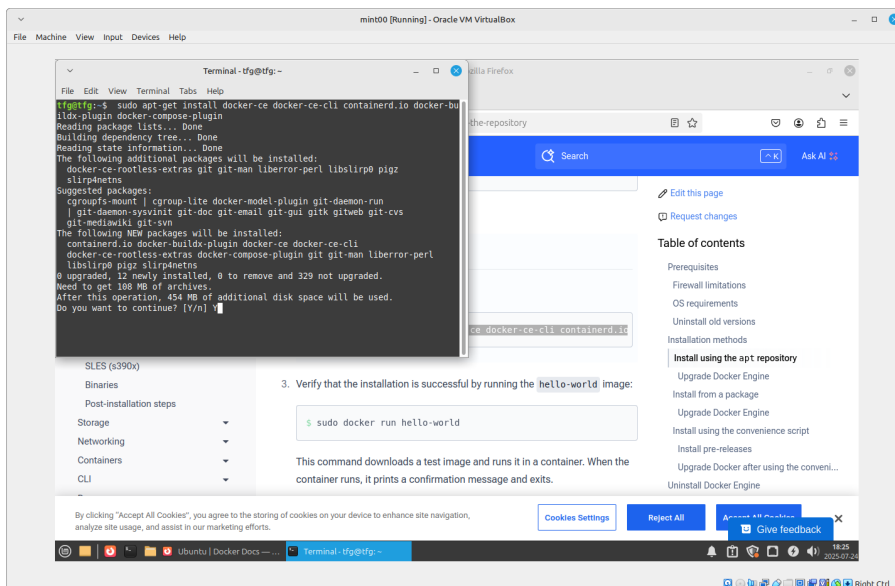 mint00 [Running] - Oracle VM VirtualBox
File Machine View Input Devices Help
Terminal - tfg@tfg: ~
zilla Firefox
File Edit View Terminal Tabs Help
tfg@tfg:~$ sudo apt-get install docker-ce docker-ce-cli containerd.io docker-bu
ildx-plugin docker-compose-plugin
Reading package lists... Done
Building dependency tree... Done
Reading state information... Done
The following additional packages will be installed:
docker-ce-rootless-extras git git-man liberror-perl libslirp0 pigz
slirp4netns
Suggested packages:
cgroupfs-mount | cgroup-lite docker-model-plugin git-daemon-run
| git-daemon-sysvinit git-doc git-email git-gui gitk gitweb git-cvs
git-mediawiki git-svn
The following NEW packages will be installed:
containerd.io docker-buildx-plugin docker-ce docker-ce-cli
docker-ce-rootless-extras docker-compose-plugin git git-man liberror-perl
libslirp0 pigz slirp4netns
0 upgraded, 12 newly installed, 0 to remove and 329 not upgraded.
Need to get 108 MB of archives.
After this operation, 454 MB of additional disk space will be used.
Do you want to continue? [Y/n] Y
-the-repository
Search
^ K
Ask AI
ce docker-ce-cli containerd.io
SLES (s390x)
Binaries
Post-installation steps
Storage
Networking
Containers
CLI
3. Verify that the installation is successful by running the hello-world image:
$ sudo docker run hello-world
This command downloads a test image and runs it in a container. When the
container runs, it prints a confirmation message and exits.
Edit this page
Request changes
Table of contents
Prerequisites
Firewall limitations
OS requirements
Uninstall old versions
Installation methods
Install using the apt repository
Upgrade Docker Engine
Install from a package
Upgrade Docker Engine
Install using the convenience script
Install pre-releases
Upgrade Docker after using the conveni...
Uninstall Docker Engine
By clicking "Accept All Cookies", you agree to the storing of cookies on your device to enhance site navigation,
analyze site usage, and assist in our marketing efforts.
Cookies Settings
Reject All
Accept All Cookies
Give feedback
Ubuntu | Docker Docs — ...
Terminal - tfg@tfg: ~
18:25
2025-07-24
Right Ctrl